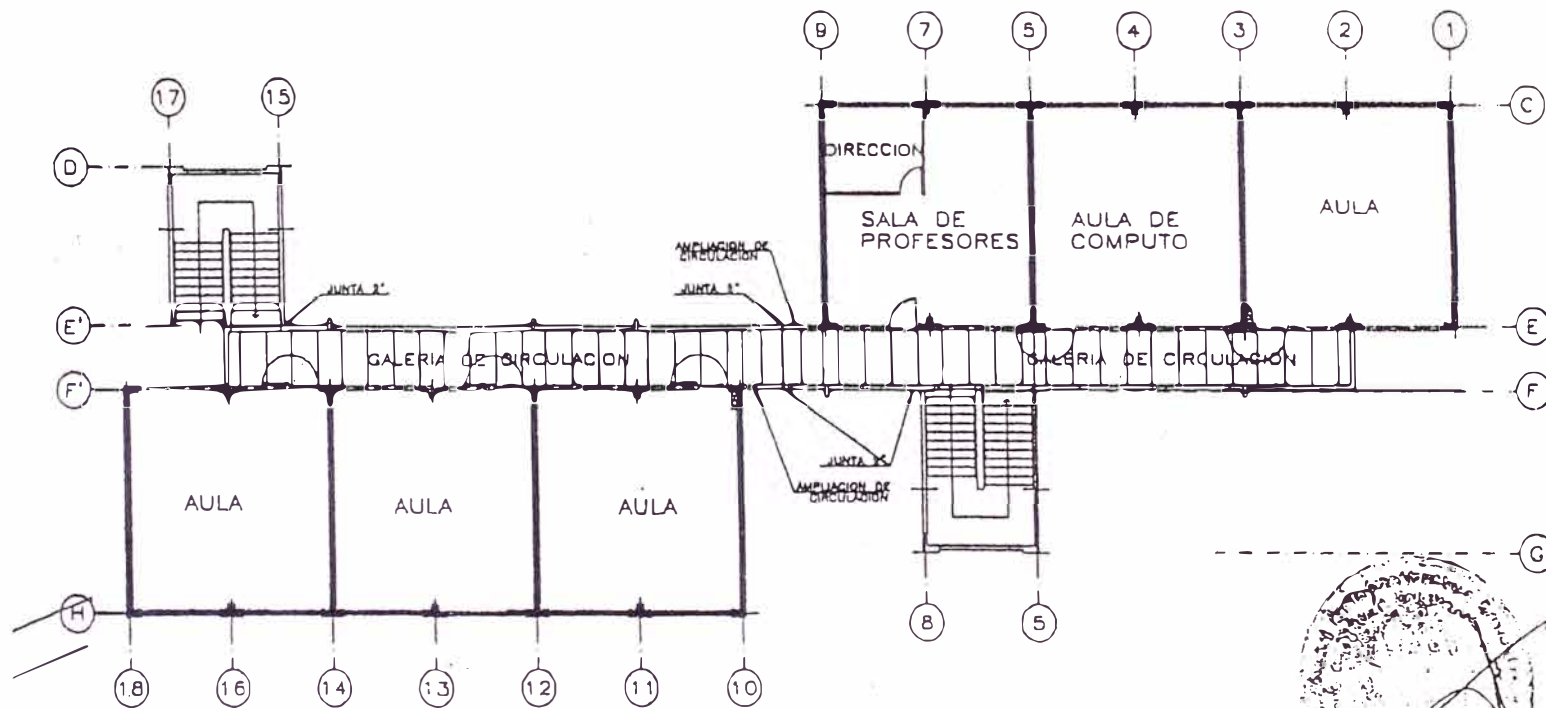 9
7
5
4
3
2
1
17
15
C
D
DIRECCION
AULA
SALA DE
PROFESORES
AULA DE
COMPUTO
AMPLIACION DE
CIRCULACION
JUNTA 2"
JUNTA 2"
E'
E
GALERIA DE CIRCULACION
GALERIA DE CIRCULACION
F'
F
JUNTA 2"
AMPLIACION DE
CIRCULACION
AULA
AULA
AULA
G
H
8
5
18
16
14
13
12
11
10